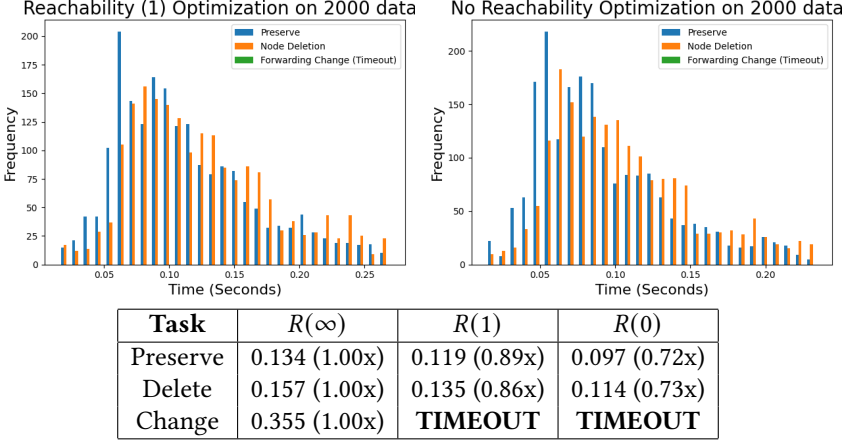 Reachability (1) Optimization on 2000 data
Preserve
Node Deletion
Forwarding Change (Timeout)
Frequency
200
175
150
125
100
75
50
25
0
0.05
0.10
0.15
0.20
0.25
Time (Seconds)
No Reachability Optimization on 2000 data
Preserve
Node Deletion
Forwarding Change (Timeout)
Frequency
200
150
100
50
0
0.05
0.10
0.15
0.20
Time (Seconds)
Task R(∞) R(1) R(0)
Preserve 0.134 (1.00x) 0.119 (0.89x) 0.097 (0.72x)
Delete 0.157 (1.00x) 0.135 (0.86x) 0.114 (0.73x)
Change 0.355 (1.00x) TIMEOUT TIMEOUT